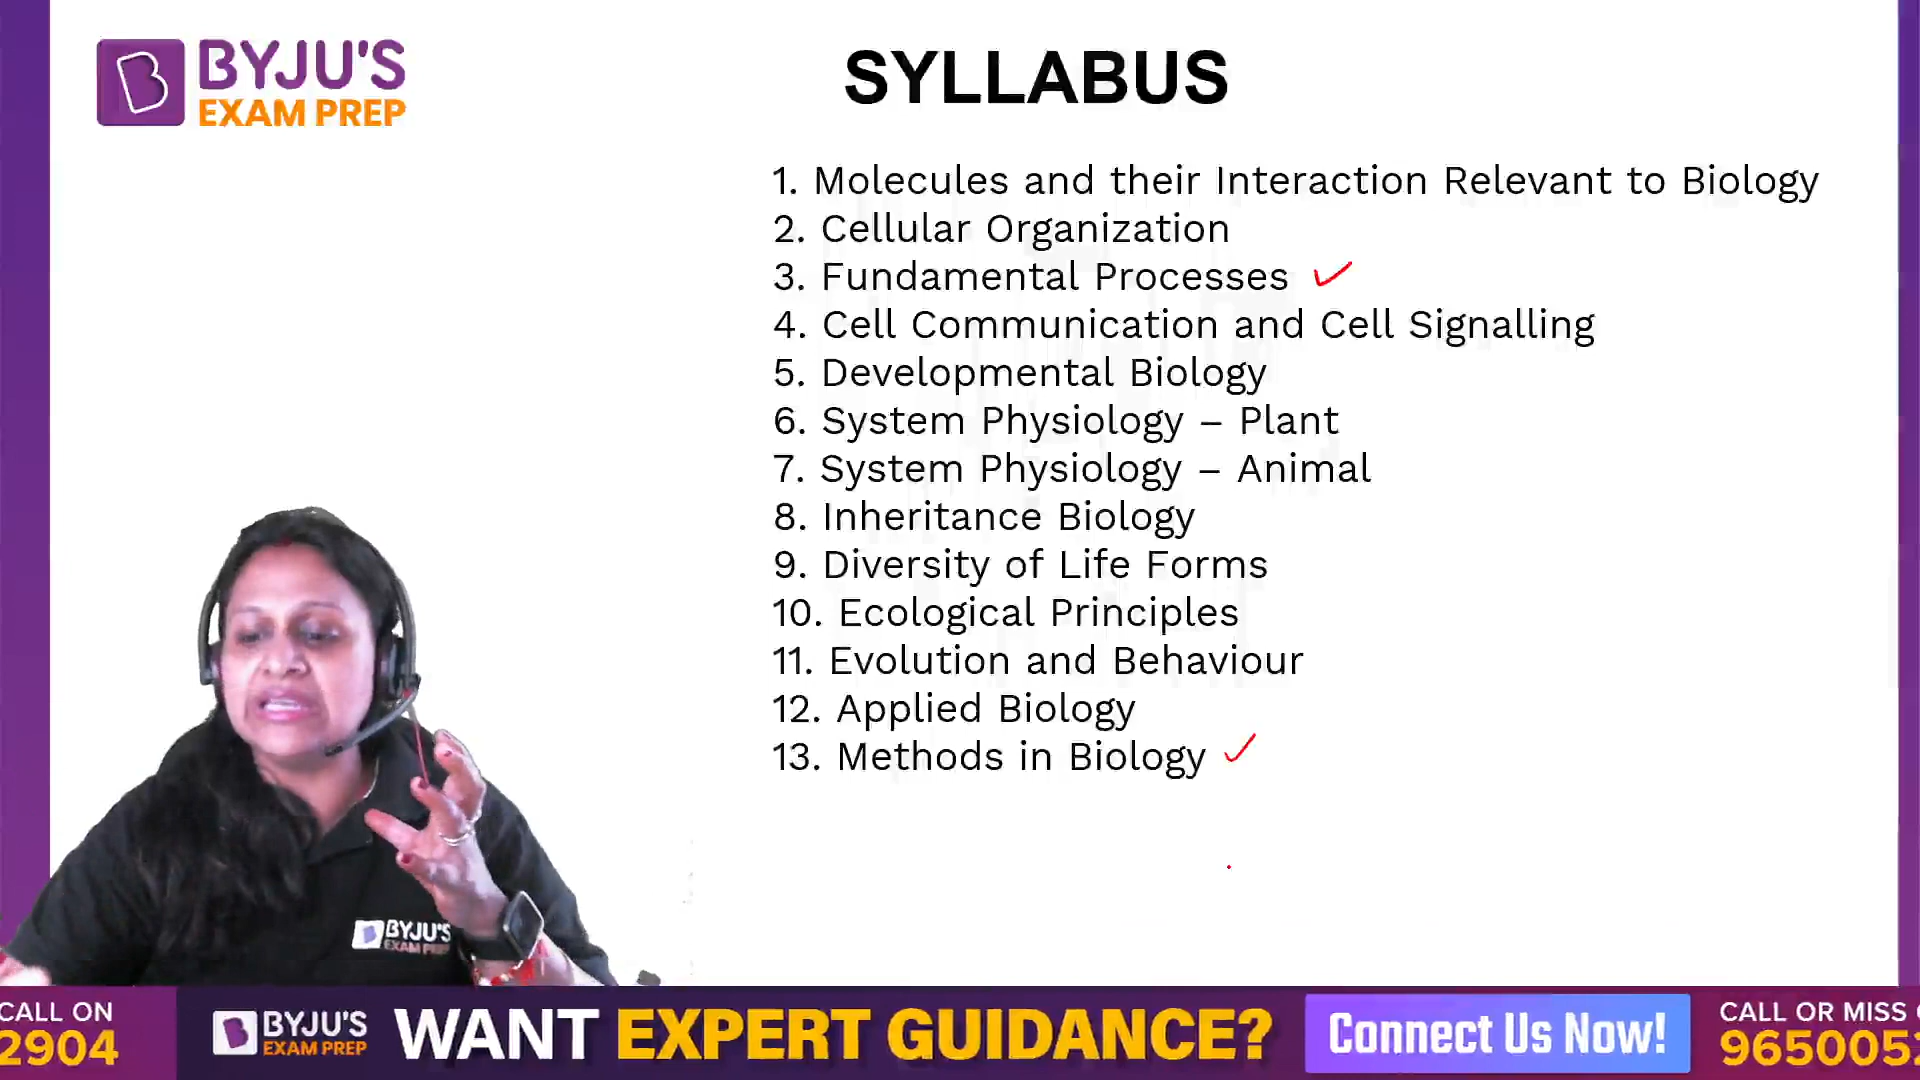 BYJU'S
EXAM PREP
SYLLABUS
1. Molecules and their Interaction Relevant to Biology
2. Cellular Organization
3. Fundamental Processes
4. Cell Communication and Cell Signalling
5. Developmental Biology
6. System Physiology – Plant
7. System Physiology – Animal
8. Inheritance Biology
9. Diversity of Life Forms
10. Ecological Principles
11. Evolution and Behaviour
12. Applied Biology
13. Methods in Biology
BYJU'S
EXAM PREP
CALL ON
2904
BYJU'S
EXAM PREP
WANT EXPERT GUIDANCE?
Connect Us Now!
CALL OR MISS
965005